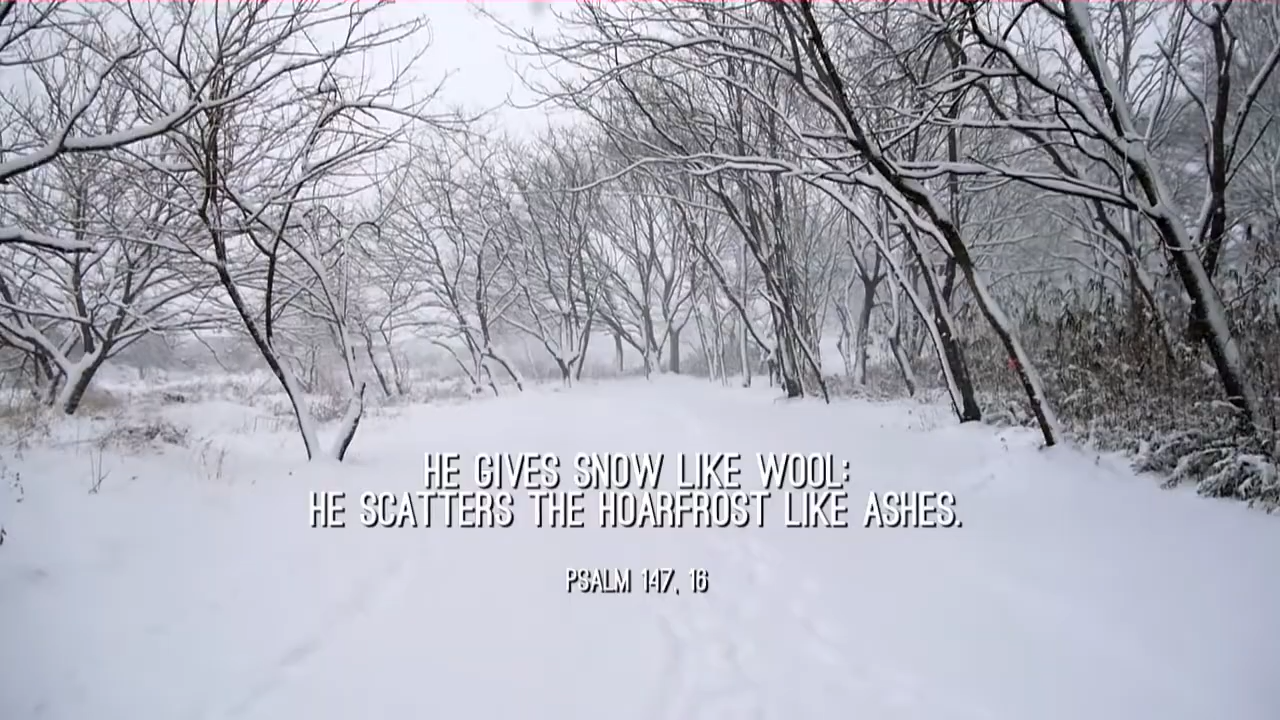 HE GIVES SNOW LIKE WOOL:
HE SCATTERS THE HOARFROST LIKE ASHES.
PSALM 147, 16